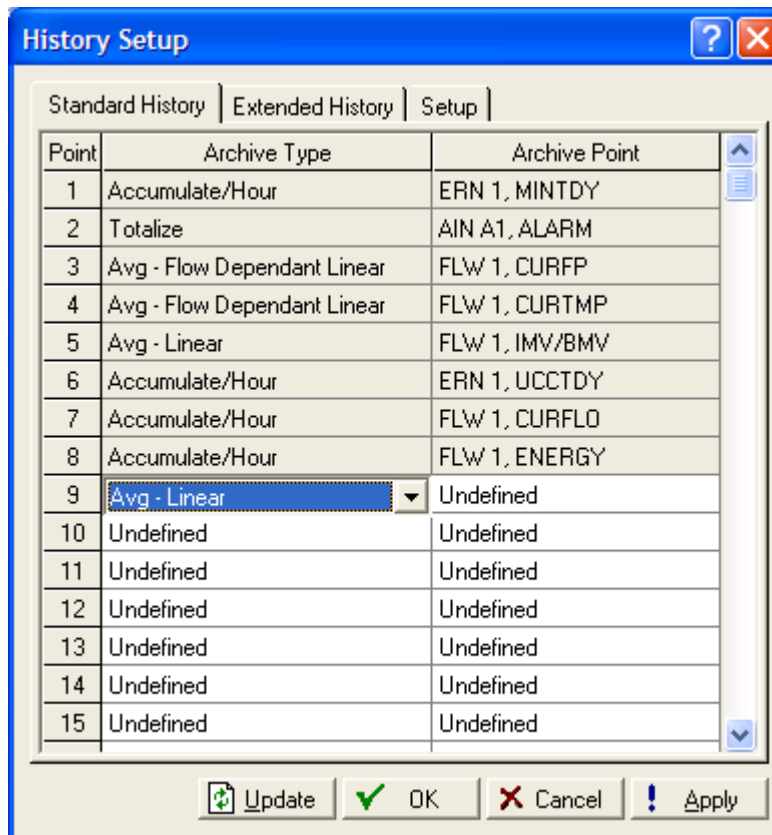 History Setup
Standard History Extended History Setup
Point Archive Type Archive Point
1 Accumulate/Hour ERN 1, MINTDY
2 Totalize AIN A1, ALARM
3 Avg - Flow Dependant Linear FLW 1, CURFP
4 Avg - Flow Dependant Linear FLW 1, CURTMP
5 Avg - Linear FLW 1, IMV/BMV
6 Accumulate/Hour ERN 1, UCCTDY
7 Accumulate/Hour FLW 1, CURFLO
8 Accumulate/Hour FLW 1, ENERGY
9 Avg - Linear Undefined
10 Undefined Undefined
11 Undefined Undefined
12 Undefined Undefined
13 Undefined Undefined
14 Undefined Undefined
15 Undefined Undefined
Update OK Cancel Apply